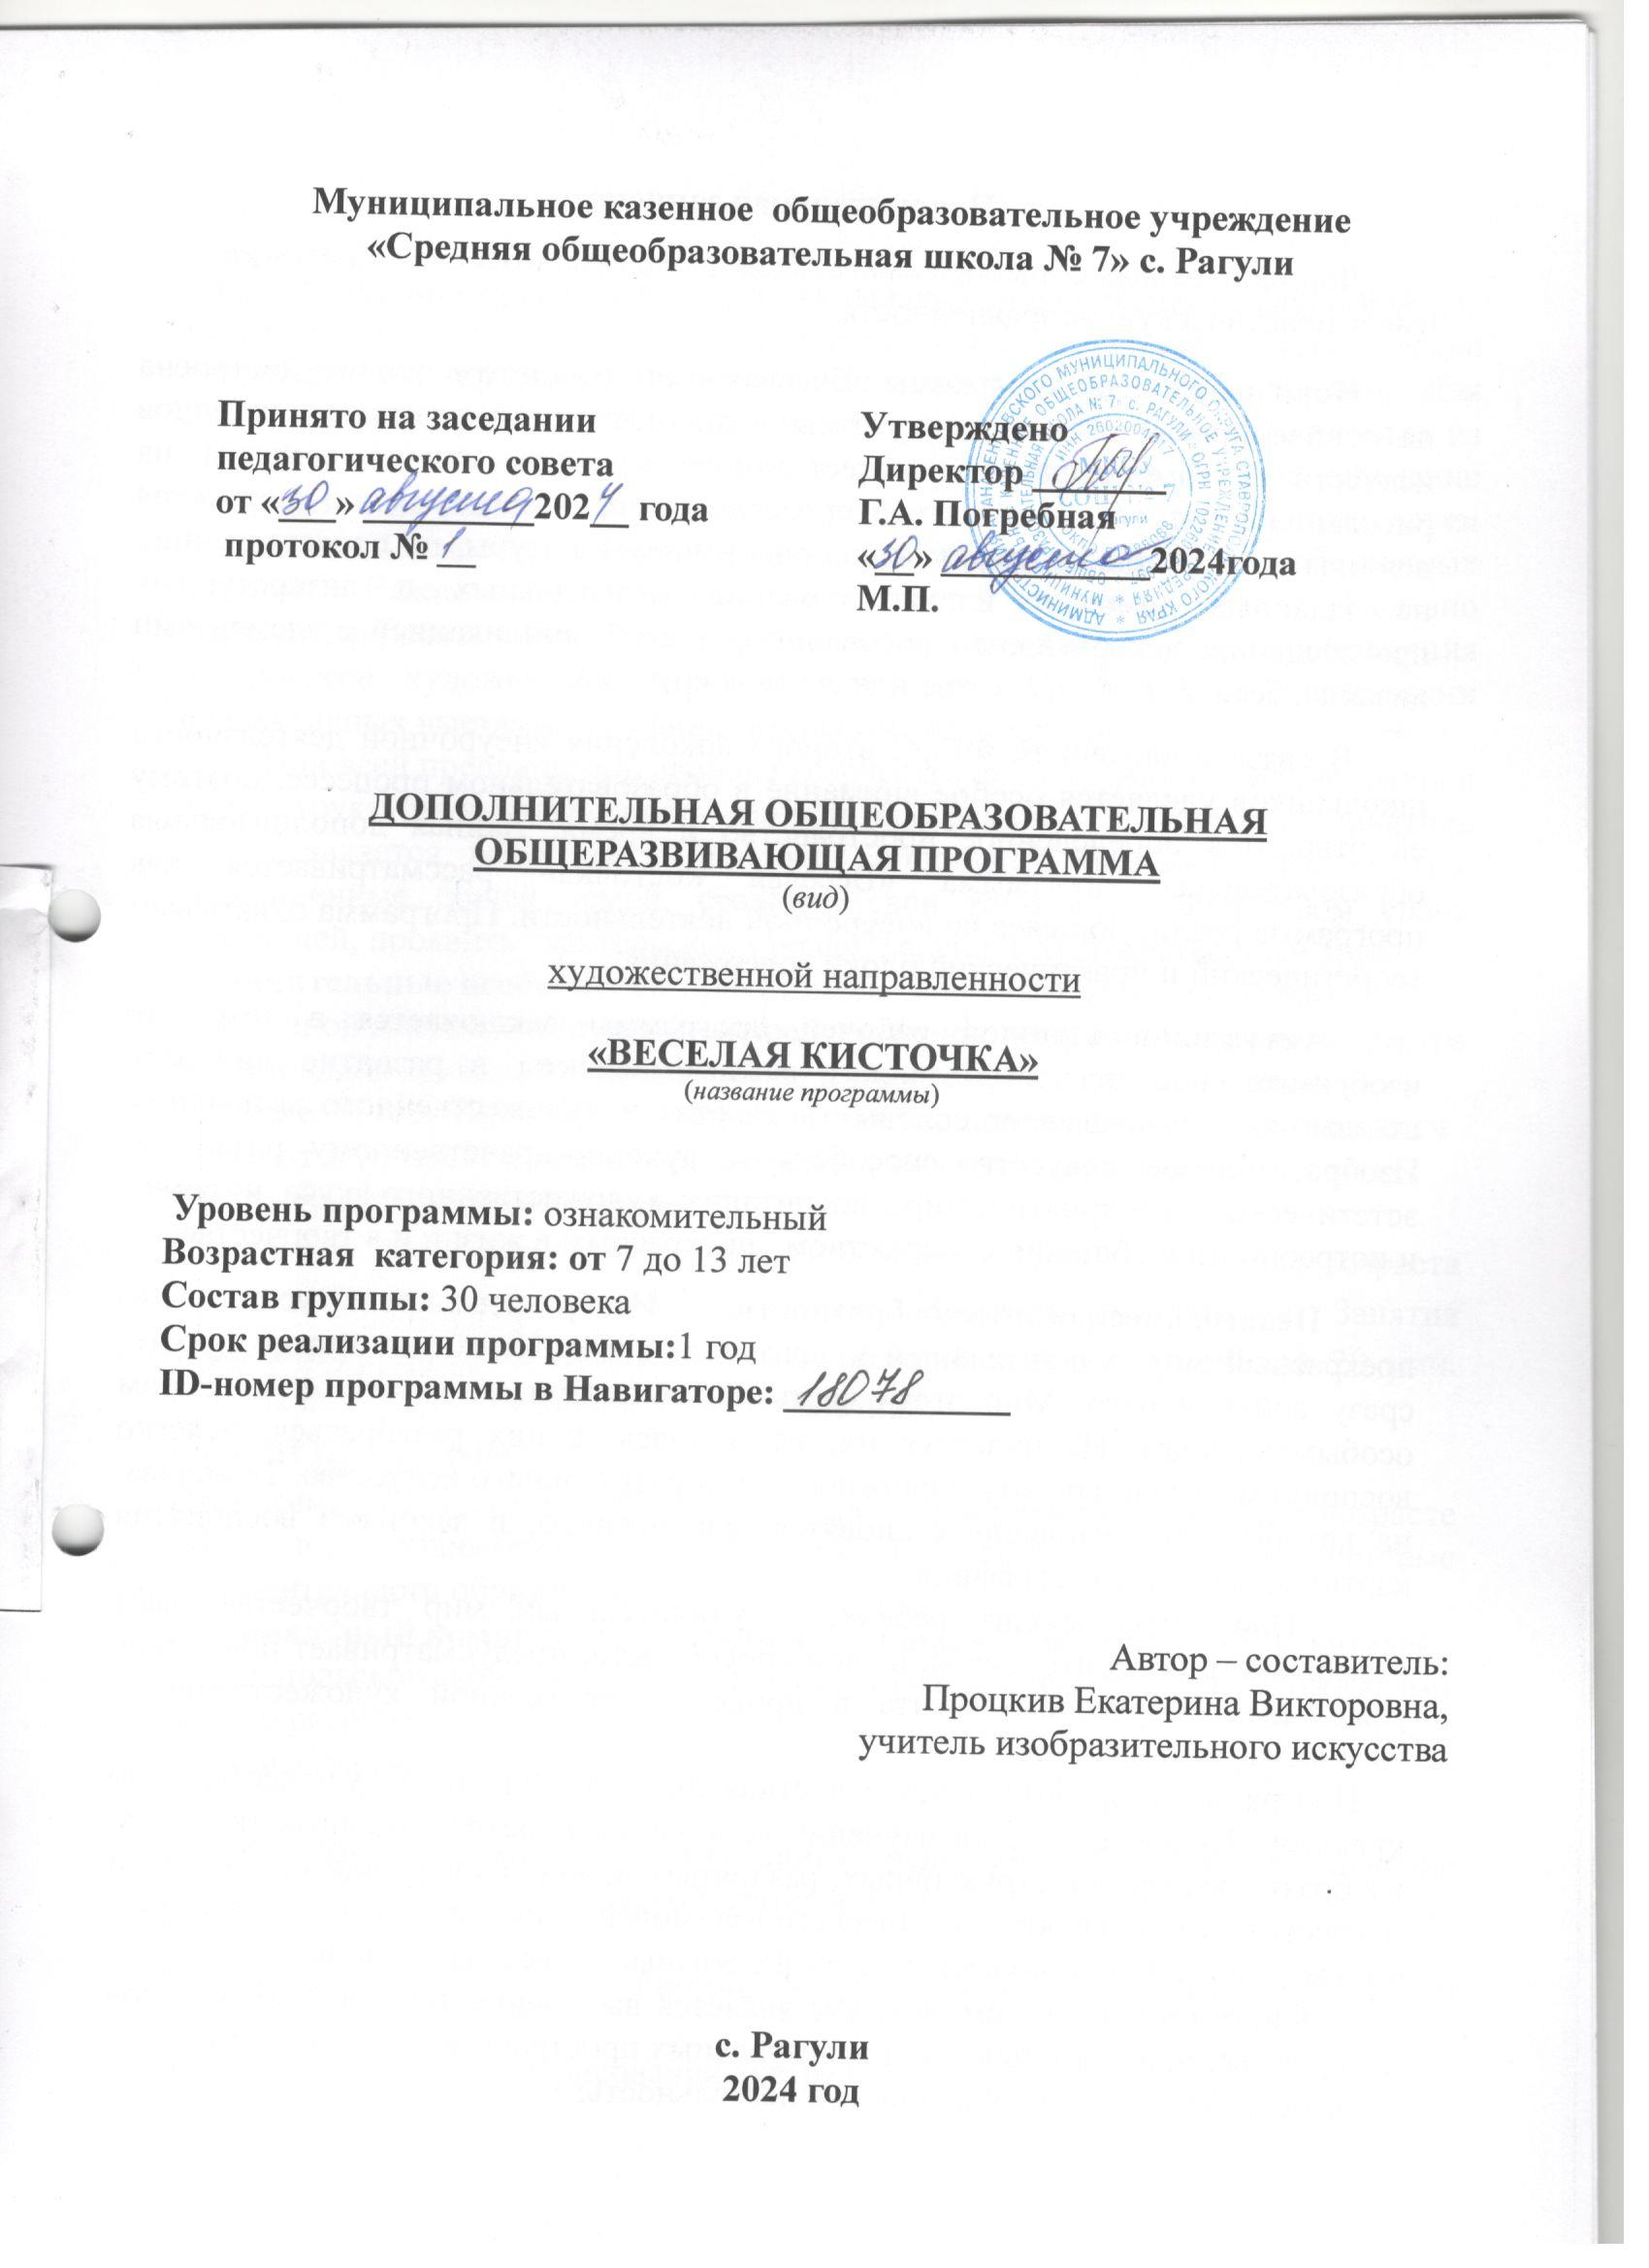 Муниципальное казенное общеобразовательное учреждение
«Средняя общеобразовательная школа № 7» с. Рагули
Принято на заседании
педагогического совета
от «30» августа 2024 года
протокол № 1
Утверждено
Директор
Г.А. Погребная
«30» августа 2024года
М.П.
ДОПОЛНИТЕЛЬНАЯ ОБЩЕОБРАЗОВАТЕЛЬНАЯ
ОБЩЕРАЗВИВАЮЩАЯ ПРОГРАММА
(вид)
художественной направленности
«ВЕСЕЛАЯ КИСТОЧКА»
(название программы)
Уровень программы: ознакомительный
Возрастная категория: от 7 до 13 лет
Состав группы: 30 человека
Срок реализации программы:1 год
ID-номер программы в Навигаторе: 18078
Автор – составитель:
Процкив Екатерина Викторовна,
учитель изобразительного искусства
с. Рагули
2024 год